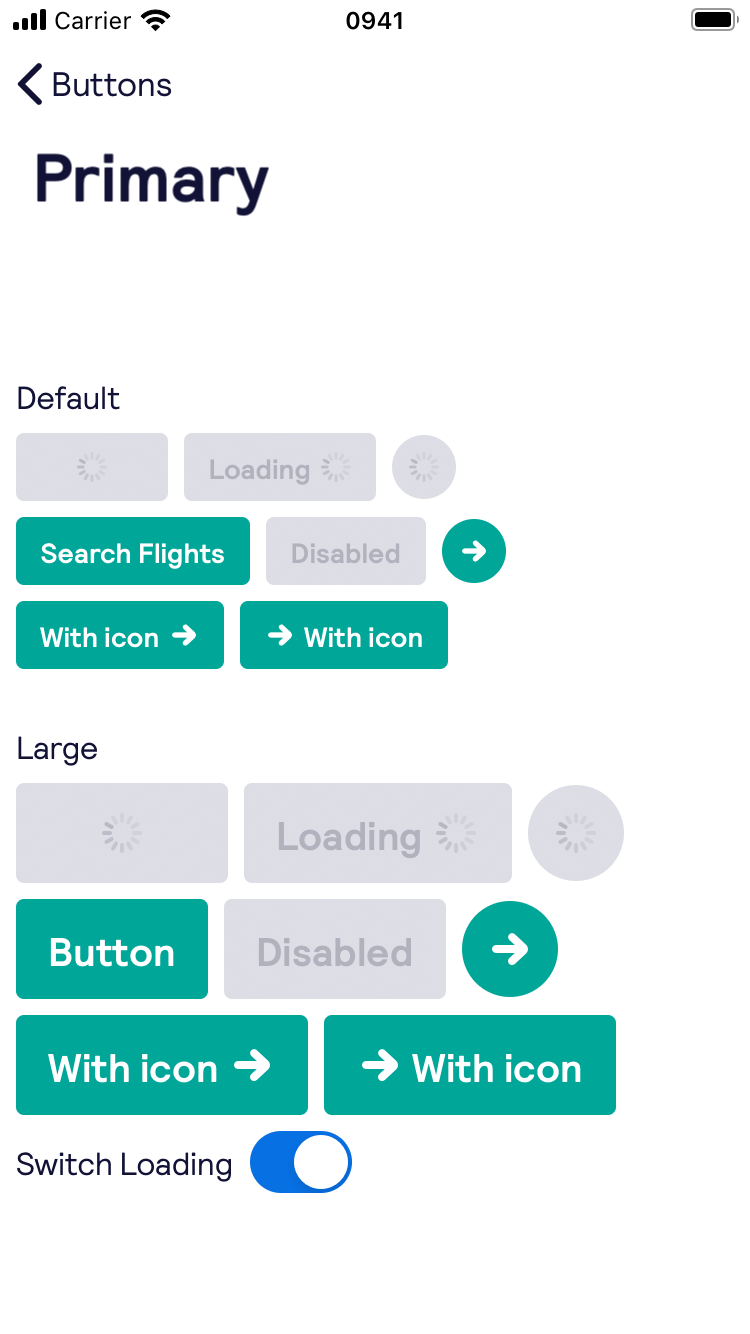 Carrier 0941
Buttons
Primary
Default
Loading
Search Flights Disabled
With icon With icon
Large
Loading
Button Disabled
With icon With icon
Switch Loading